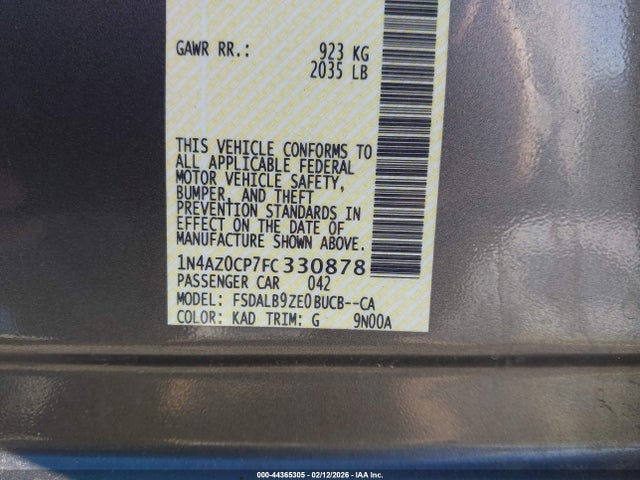 GAWR RR.: 923 KG
2035 LB
THIS VEHICLE CONFORMS TO
ALL APPLICABLE FEDERAL
MOTOR VEHICLE SAFETY,
BUMPER, AND THEFT
PREVENTION STANDARDS IN
EFFECT ON THE DATE OF
MANUFACTURE SHOWN ABOVE.
1N4AZ0CP7FC330878
PASSENGER CAR 042
MODEL: FSDALB9ZE0BUCB--CA
COLOR: KAD TRIM: G 9N00A
000-44365305 - 02/12/2026 - IAA Inc.